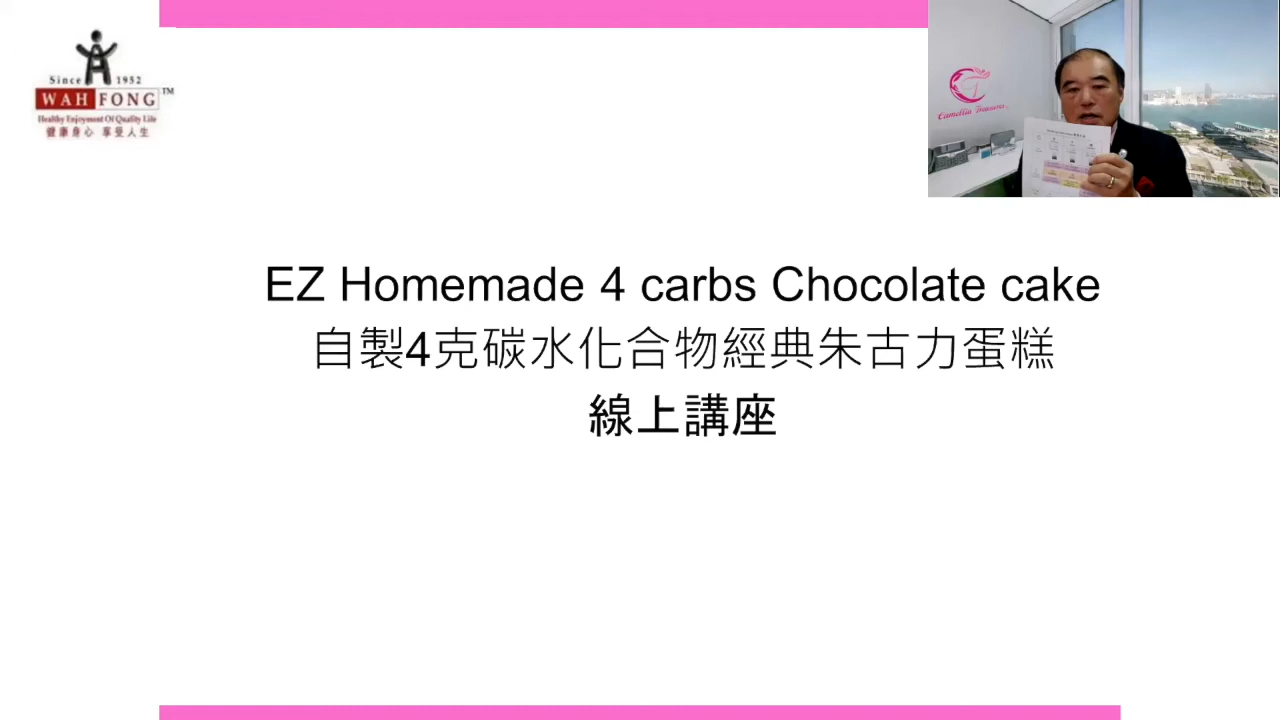 Since 1952
WAH FONG TM
Healthy Enjoyment Of Quality Life
健康身心 享受人生
Camellia Treasures
EZ Homemade 4 carbs Chocolate cake
自製4克碳水化合物經典朱古力蛋糕
線上講座